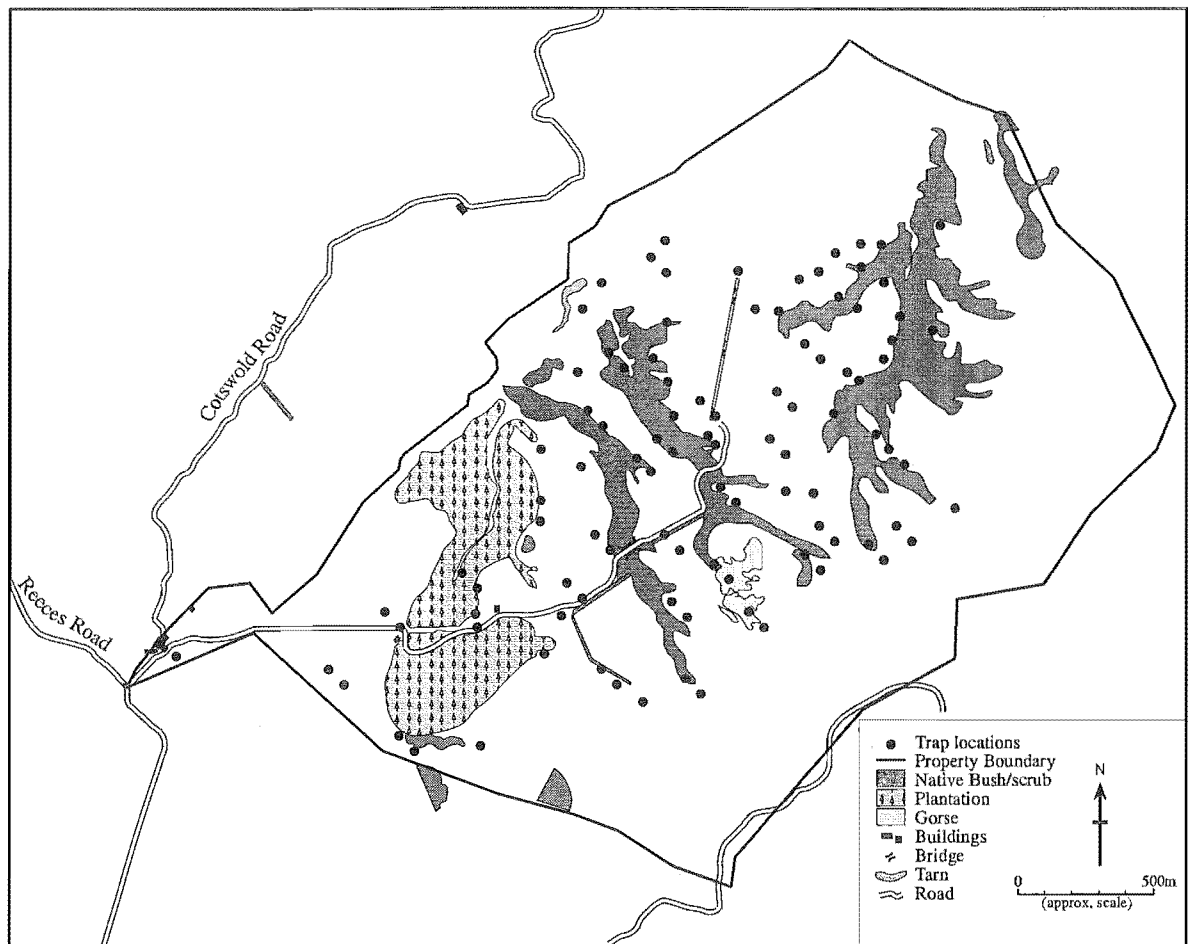 Cotswold Road
Reeces Road
Trap locations
Property Boundary
Native Bush/scrub
Plantation
Gorse
Buildings
Bridge
Tarn
Road
N
0 500m
(approx. scale)